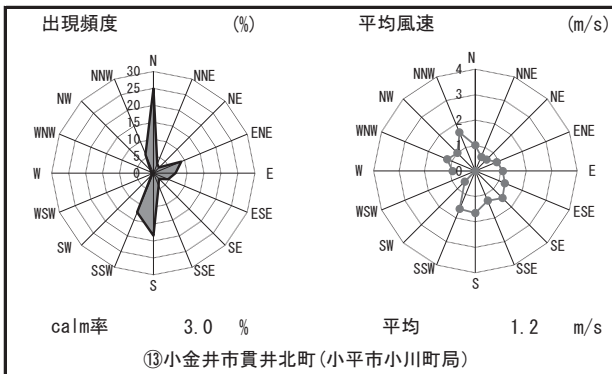 出現頻度 (%) 平均風速 (m/s)
N N
NNW NNE NNW NNE
NW NE NW NE
WNW ENE WNW ENE
W E W E
WSW ESE WSW ESE
SW SE SW SE
SSW SSE SSW SSE
S S
30 4
25 3
20 2
15 1
10 0
5
0
calm率 3.0 % 平均 1.2 m/s
⑬小金井市貫井北町(小平市小川町局)